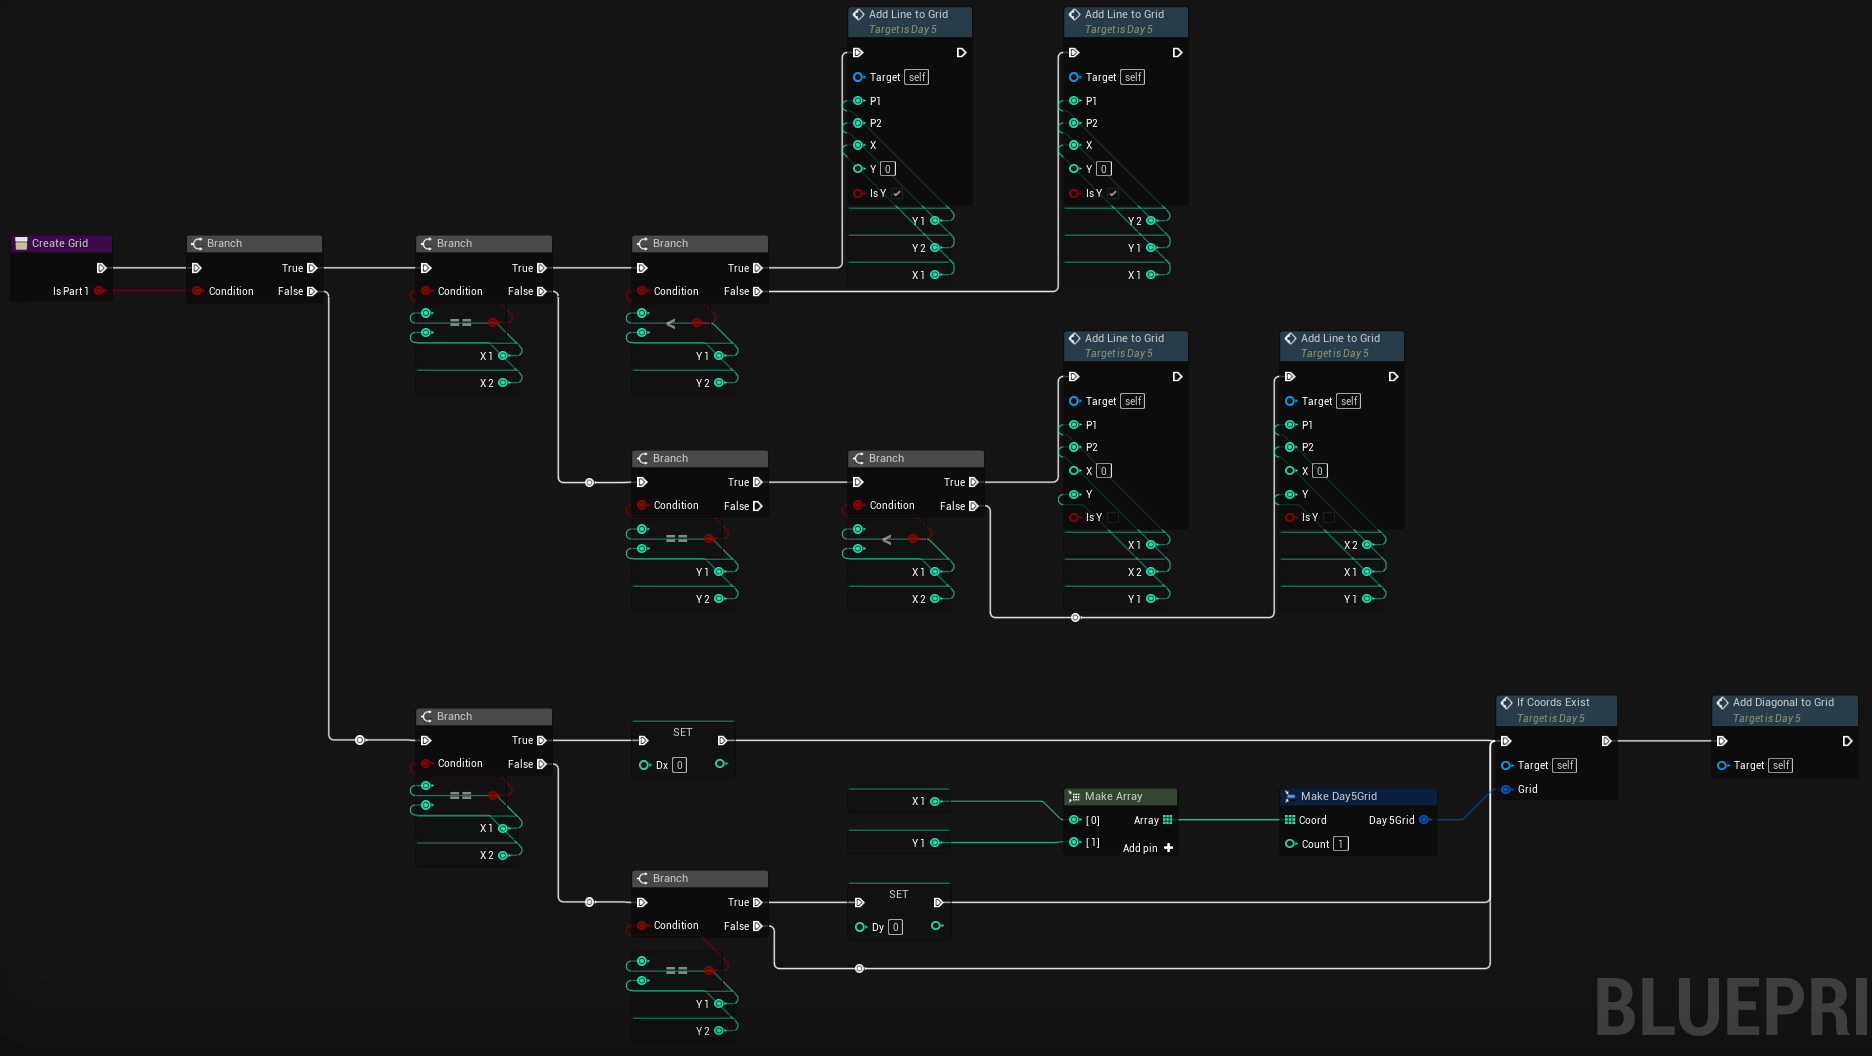 Add Line to Grid
Target is Day 5
Target self
P1
P2
X
Y 0
Is Y
Y 1
Y 2
X 1
Add Line to Grid
Target is Day 5
Target self
P1
P2
X
Y 0
Is Y
Y 2
Y 1
X 1
Create Grid
Is Part 1
Branch
True
Condition False
Branch
True
Condition False
==
X 1
X 2
Branch
True
Condition False
<
Y 1
Y 2
Add Line to Grid
Target is Day 5
Target self
P1
P2
X 0
Y
Is Y
X 1
X 2
Y 1
Add Line to Grid
Target is Day 5
Target self
P1
P2
X 0
Y
Is Y
X 2
X 1
Y 1
Branch
True
Condition False
==
Y 1
Y 2
Branch
True
Condition False
<
X 1
X 2
Branch
True
Condition False
==
X 1
X 2
SET
Dx 0
If Coords Exist
Target is Day 5
Target self
Grid
Add Diagonal to Grid
Target is Day 5
Target self
X 1
Y 1
Make Array
[ 0 ] Array
[ 1 ]
Add pin +
Make Day5Grid
Coord Day 5Grid
Count 1
Branch
True
Condition False
==
Y 1
Y 2
SET
Dy 0
BLUEPRI